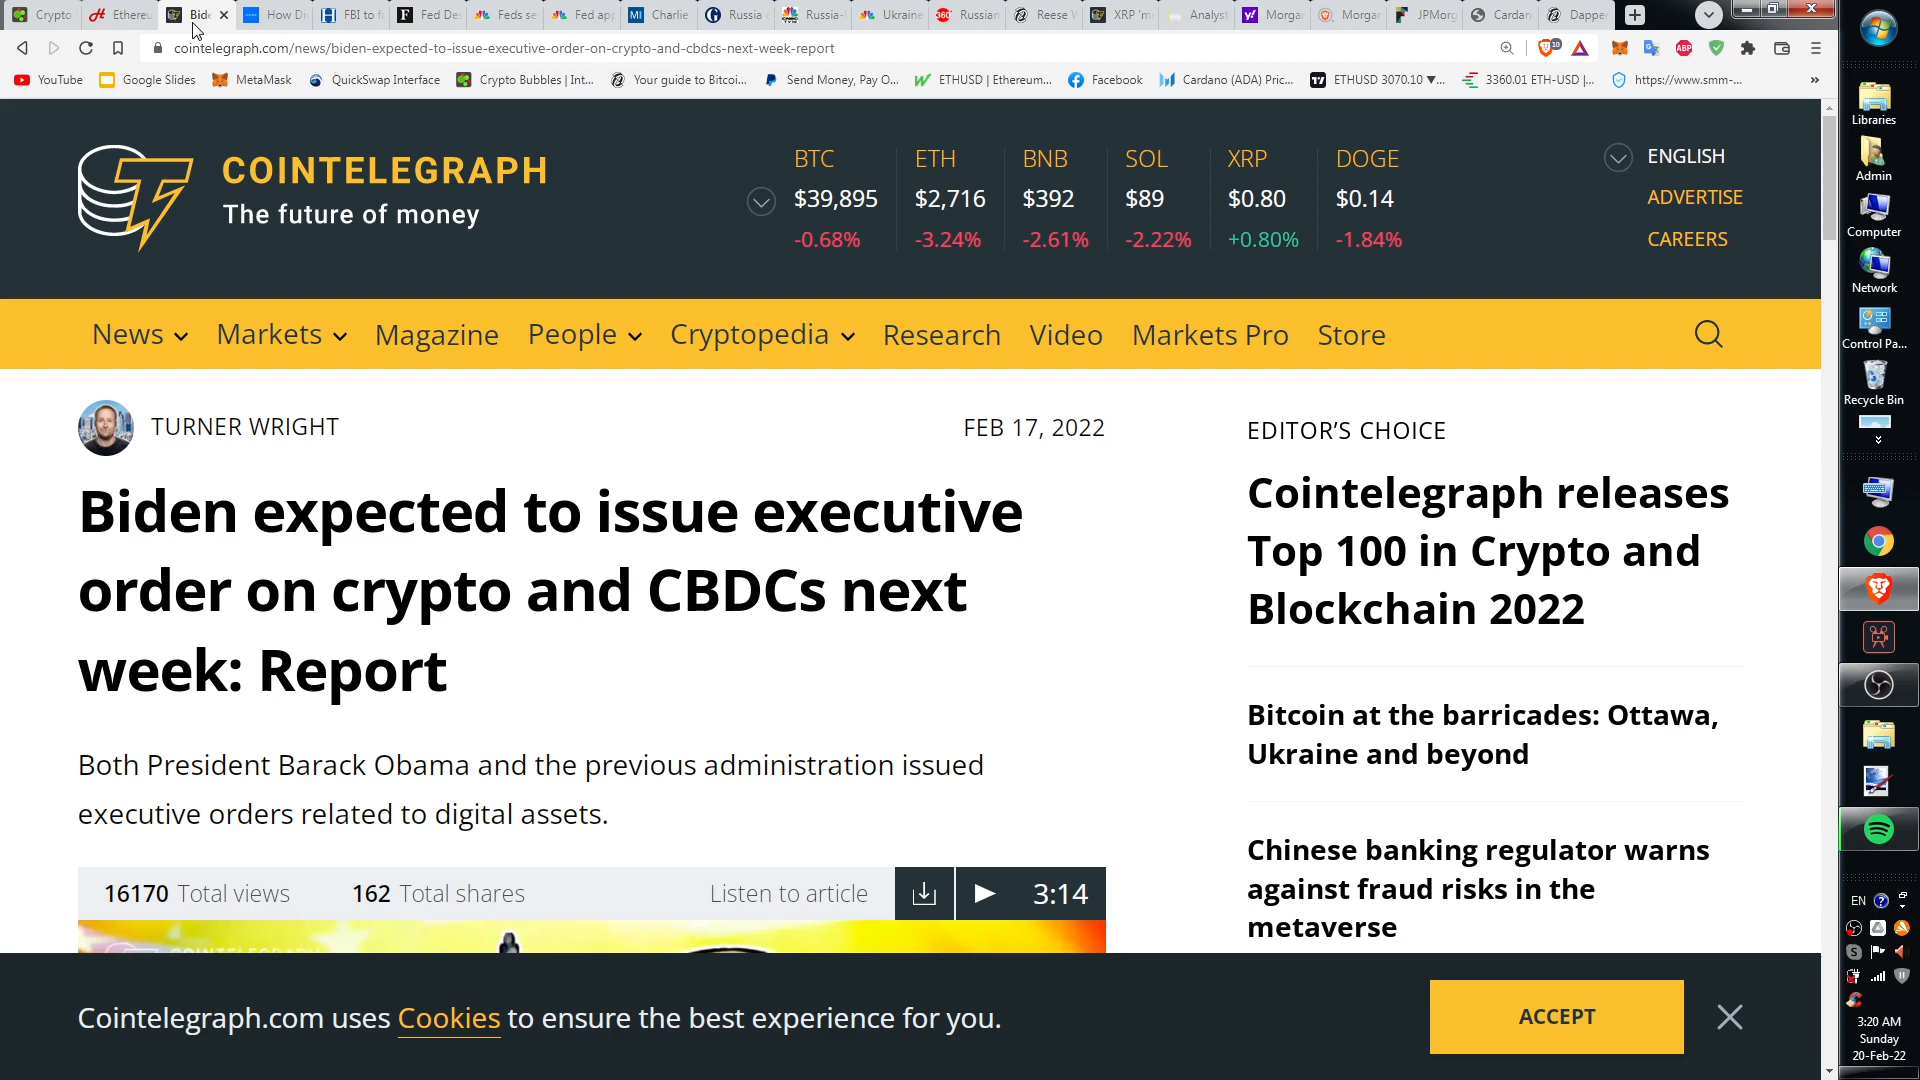 Crypto
Ethereu
Bid
How Di
FBI to f
Fed De
Feds se
Fed app
Charlie
Russia
Russia-
Ukraine
Russian
Reese W
XRP 'm
Analyst
Morgan
Morgan
JPMorg
Cardan
Dapper
cointelegraph.com/news/biden-expected-to-issue-executive-order-on-crypto-and-cbdcs-next-week-report
YouTube
Google Slides
MetaMask
QuickSwap Interface
Crypto Bubbles | Int...
Your guide to Bitcoi...
Send Money, Pay O...
ETHUSD | Ethereum...
Facebook
Cardano (ADA) Pric...
ETHUSD 3070.10 ▼...
3360.01 ETH-USD |...
https://www.smm-...
»
COINTELEGRAPH
The future of money
BTC ETH BNB SOL XRP DOGE
$39,895 $2,716 $392 $89 $0.80 $0.14
-0.68% -3.24% -2.61% -2.22% +0.80% -1.84%
ENGLISH
ADVERTISE
CAREERS
News Markets Magazine People Cryptopedia Research Video Markets Pro Store
TURNER WRIGHT
FEB 17, 2022
Biden expected to issue executive
order on crypto and CBDCs next
week: Report
Both President Barack Obama and the previous administration issued
executive orders related to digital assets.
16170 Total views 162 Total shares Listen to article 3:14
COINTELEGRAPH
EDITOR'S CHOICE
Cointelegraph releases
Top 100 in Crypto and
Blockchain 2022
Bitcoin at the barricades: Ottawa,
Ukraine and beyond
Chinese banking regulator warns
against fraud risks in the
metaverse
Cointelegraph.com uses Cookies to ensure the best experience for you.
ACCEPT
Libraries
Admin
Computer
Network
Control Pa...
Recycle Bin
EN
3:20 AM
Sunday
20-Feb-22